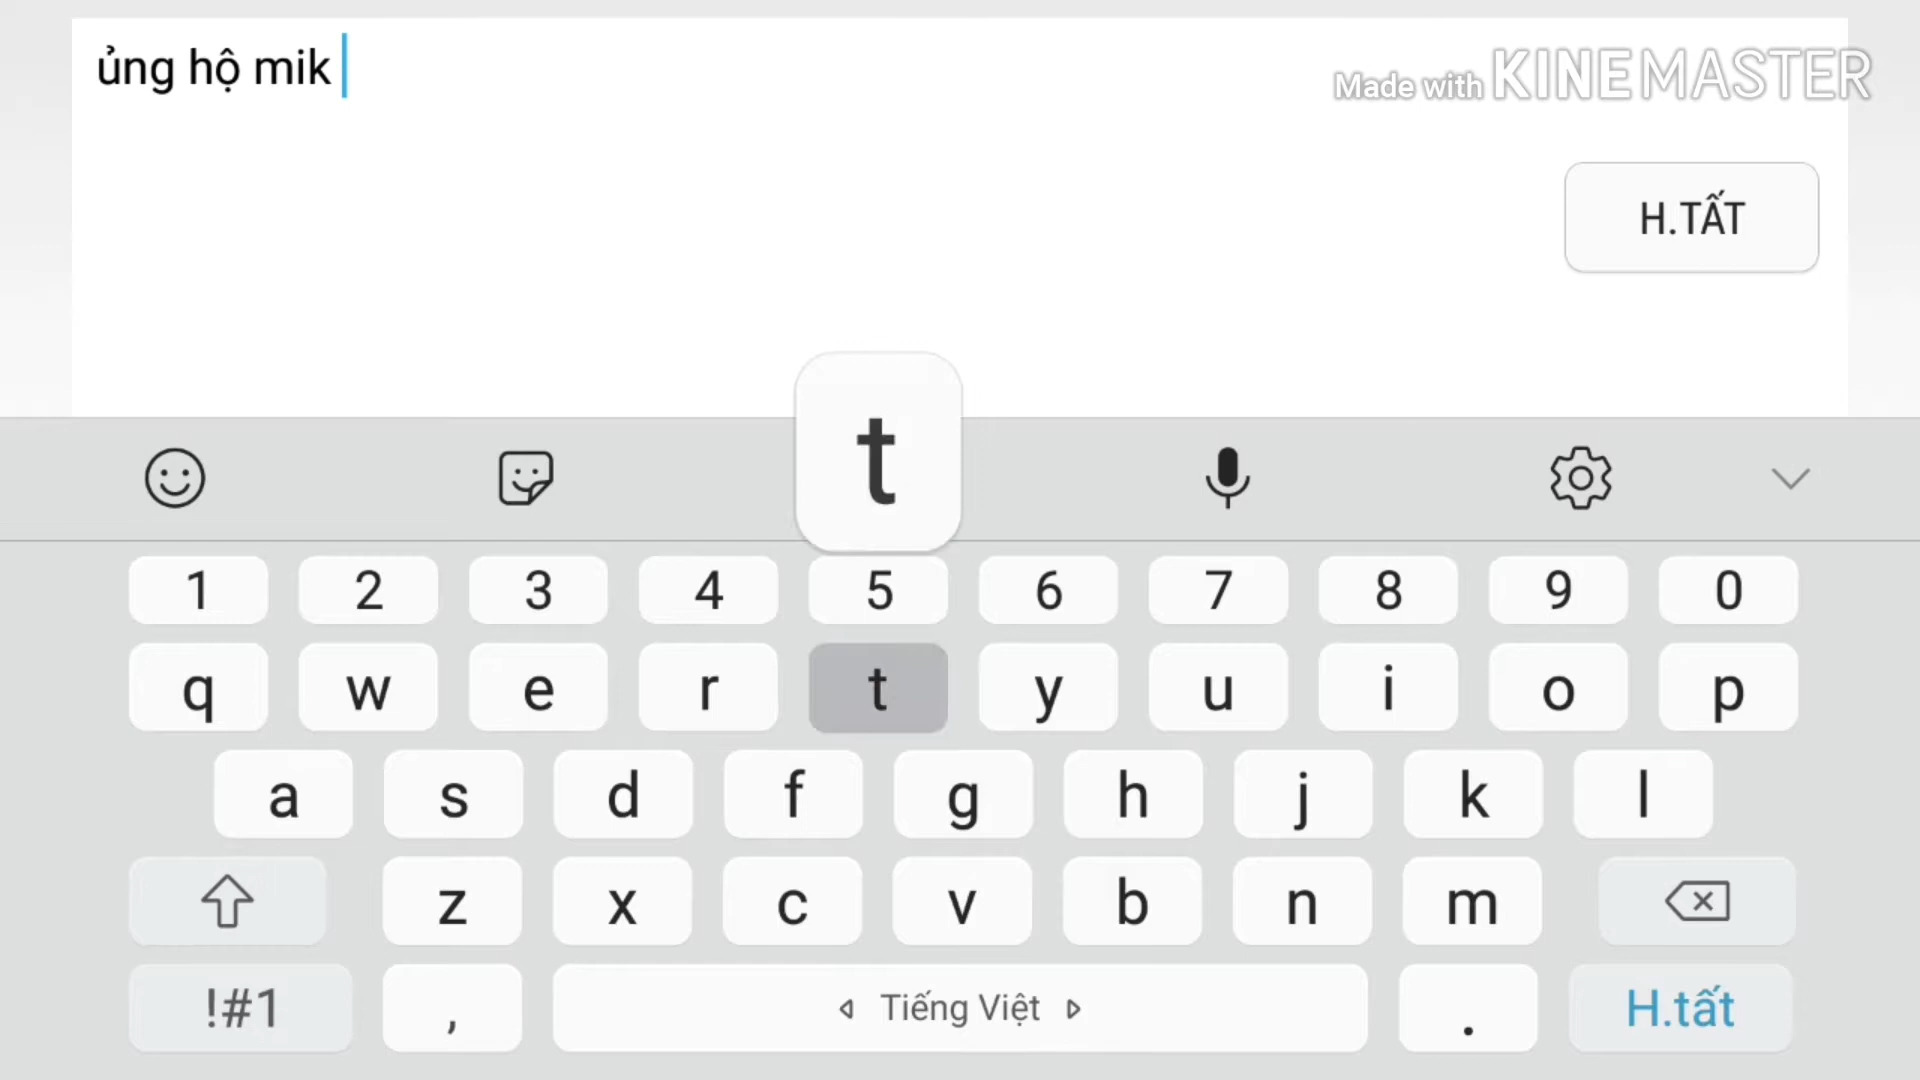 ủng hộ mik
Made with KINEMASTER
H.TẤT
t
1 2 3 4 5 6 7 8 9 0
q w e r t y u i o p
a s d f g h j k l
z x c v b n m
!#1 , Tiếng Việt . H.tất